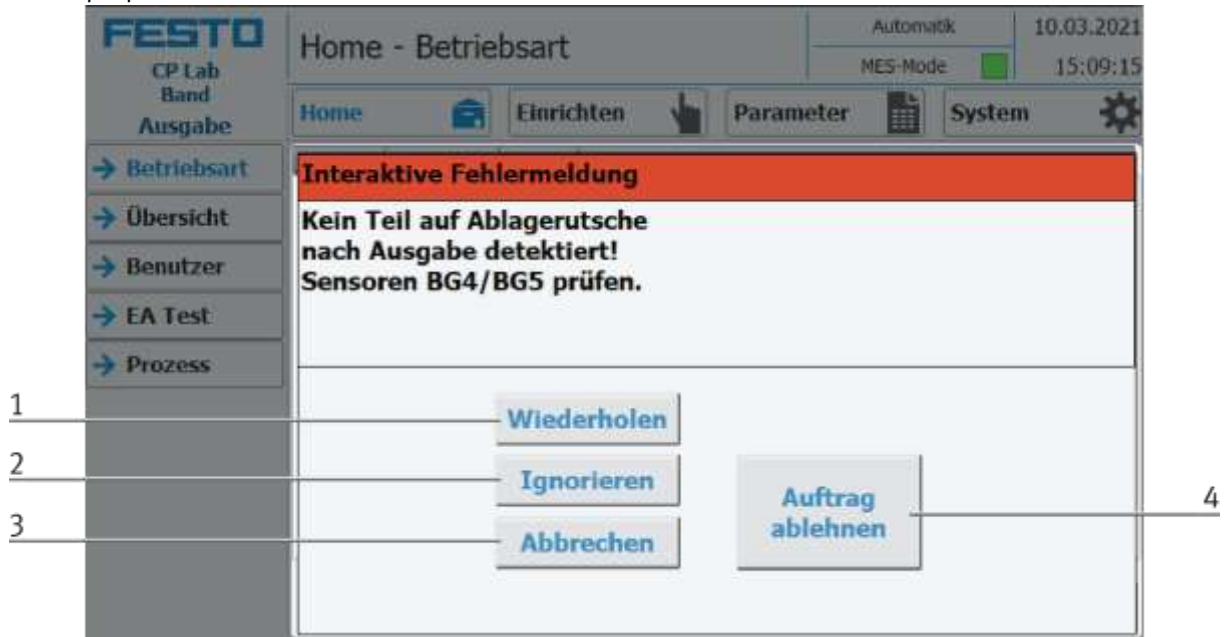 FESTO
CP Lab
Band
Ausgabe
Home - Betriebsart
Automatik
MES-Mode
10.03.2021
15:09:15
Home
Einrichten
Parameter
System
Betriebsart
Übersicht
Benutzer
EA Test
Prozess
Interaktive Fehlermeldung
Kein Teil auf Ablagerutsche
nach Ausgabe detektiert!
Sensoren BG4/BG5 prüfen.
1
Wiederholen
2
Ignorieren
3
Abbrechen
Auftrag
ablehnen
4